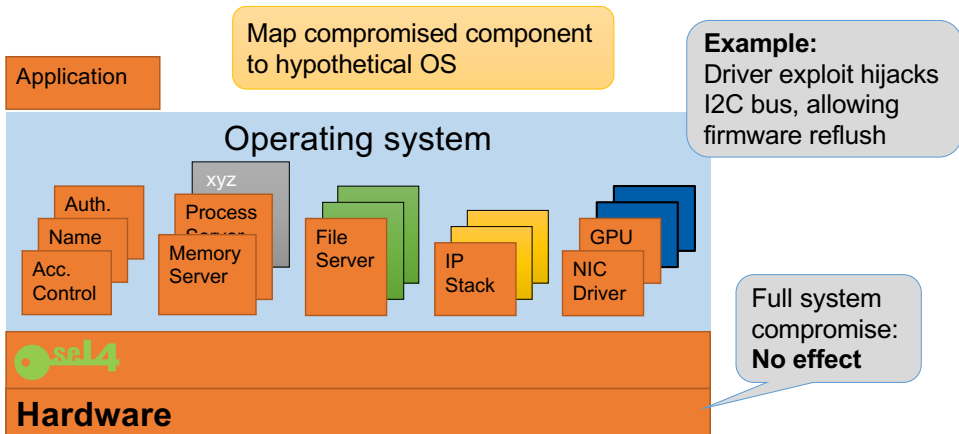 Map compromised component
to hypothetical OS
Example:
Driver exploit hijacks
I2C bus, allowing
firmware reflush
Application
Operating system
xyz
Auth.
Name
Acc.
Control
Process
Server
Memory
Server
File
Server
IP
Stack
GPU
NIC
Driver
Full system
compromise:
No effect
seL4
Hardware